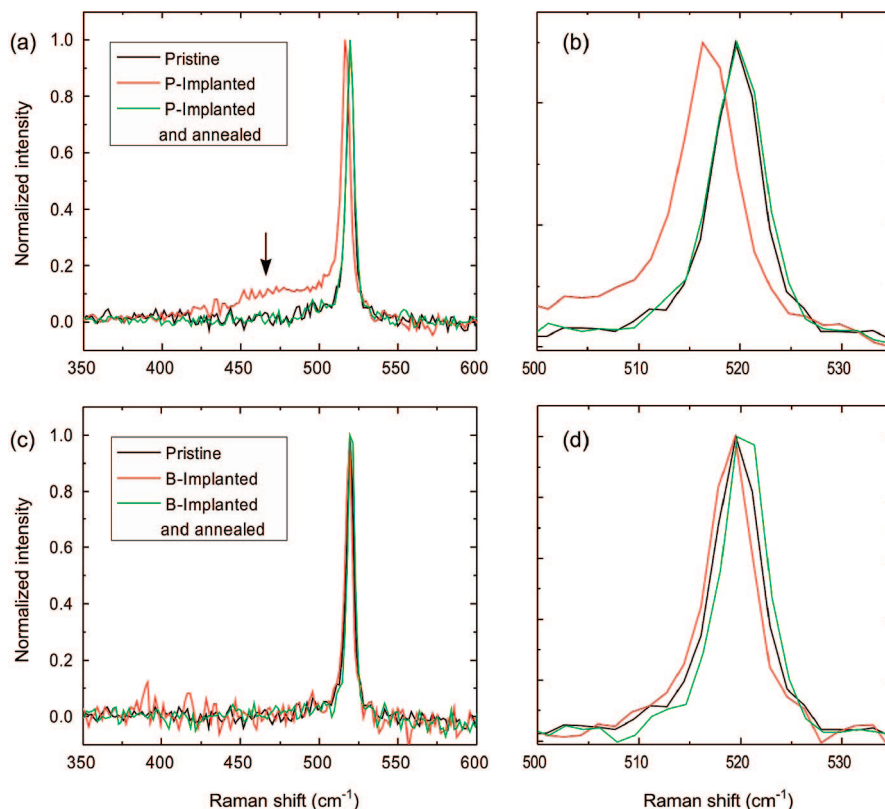 (a)
Pristine
P-Implanted
P-Implanted
and annealed
Normalized intensity
1.0
0.8
0.6
0.4
0.2
0.0
350 400 450 500 550 600
(b)
500 510 520 530
(c)
Pristine
B-Implanted
B-Implanted
and annealed
Normalized intensity
1.0
0.8
0.6
0.4
0.2
0.0
350 400 450 500 550 600
Raman shift (cm⁻¹)
(d)
500 510 520 530
Raman shift (cm⁻¹)